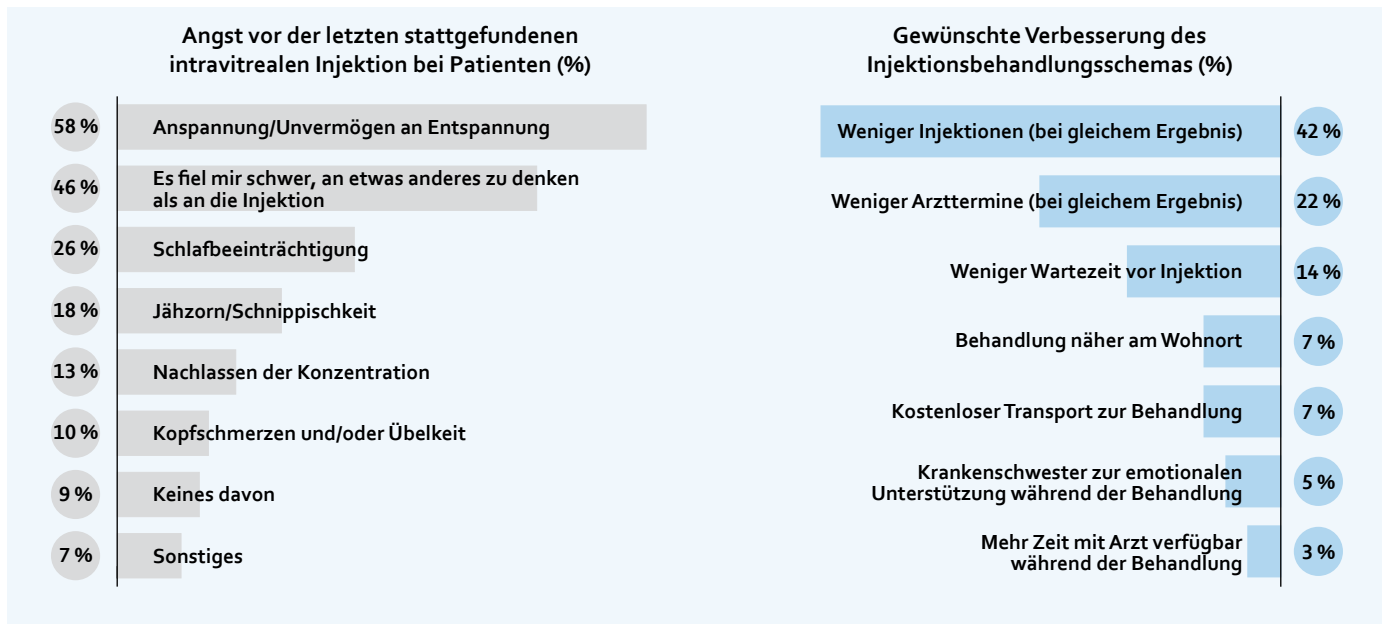 Angst vor der letzten stattgefundenen
intravitrealen Injektion bei Patienten (%)
58 %
Anspannung/Unvermögen an Entspannung
46 %
Es fiel mir schwer, an etwas anderes zu denken
als an die Injektion
26 %
Schlafbeeinträchtigung
18 %
Jähzorn/Schnippischkeit
13 %
Nachlassen der Konzentration
10 %
Kopfschmerzen und/oder Übelkeit
9 %
Keines davon
7 %
Sonstiges
Gewünschte Verbesserung des
Injektionsbehandlungsschemas (%)
Weniger Injektionen (bei gleichem Ergebnis)
42 %
Weniger Arzttermine (bei gleichem Ergebnis)
22 %
Weniger Wartezeit vor Injektion
14 %
Behandlung näher am Wohnort
7 %
Kostenloser Transport zur Behandlung
7 %
Krankenschwester zur emotionalen
Unterstützung während der Behandlung
5 %
Mehr Zeit mit Arzt verfügbar
während der Behandlung
3 %